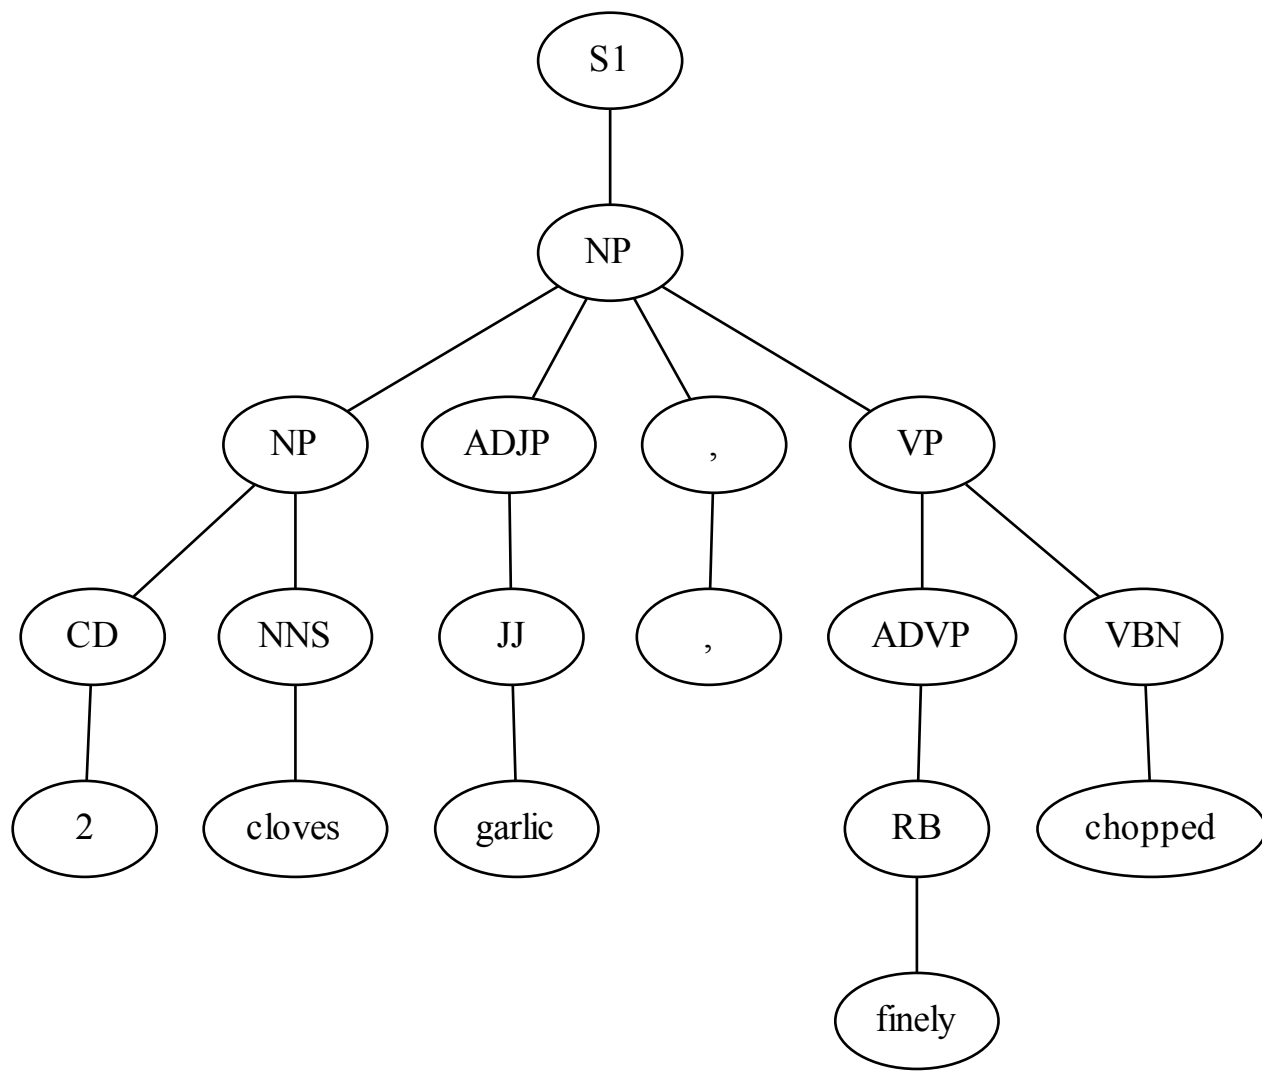 S1
NP
NP ADJP , VP
CD NNS JJ , ADVP VBN
2 cloves garlic RB chopped
finely